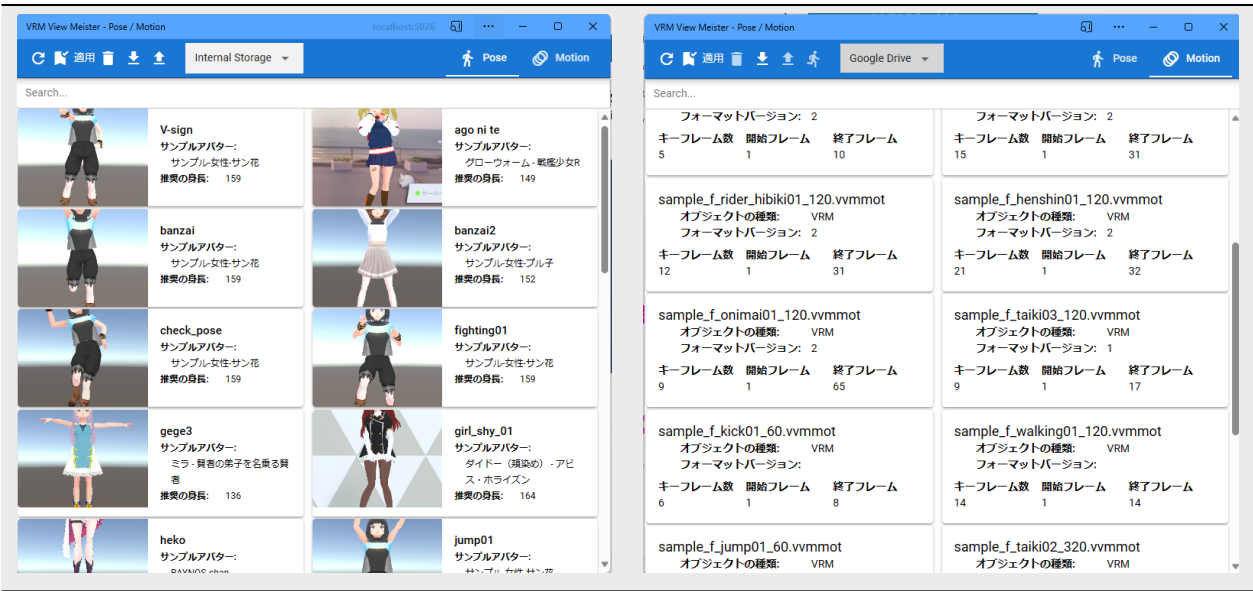 VRM View Meister - Pose / Motion
localhost:5026
適用
Internal Storage
Pose
Motion
Search...
V-sign
サンプルアバター:
サンプル-女性-サン花
推奨の身長: 159
ago ni te
サンプルアバター:
グローウォーム - 戦艦少女R
推奨の身長: 149
banzai
サンプルアバター:
サンプル-女性-サン花
推奨の身長: 159
banzai2
サンプルアバター:
サンプル-女性-プル子
推奨の身長: 152
check_pose
サンプルアバター:
サンプル-女性-サン花
推奨の身長: 159
fighting01
サンプルアバター:
サンプル-女性-サン花
推奨の身長: 159
gege3
サンプルアバター:
ミラ - 賢者の弟子を名乗る賢
者
推奨の身長: 136
girl_shy_01
サンプルアバター:
ダイドー（頬染め） - アビ
ス・ホライズン
推奨の身長: 164
heko
サンプルアバター:
jump01
サンプルアバター:
VRM View Meister - Pose / Motion
適用
Google Drive
Pose
Motion
Search...
フォーマットバージョン: 2
キーフレーム数 開始フレーム 終了フレーム
5 1 10
フォーマットバージョン: 2
キーフレーム数 開始フレーム 終了フレーム
15 1 31
sample_f_rider_hibiki01_120.vvmmot
オブジェクトの種類: VRM
フォーマットバージョン: 2
キーフレーム数 開始フレーム 終了フレーム
12 1 31
sample_f_henshin01_120.vvmmot
オブジェクトの種類: VRM
フォーマットバージョン: 2
キーフレーム数 開始フレーム 終了フレーム
21 1 32
sample_f_onimai01_120.vvmmot
オブジェクトの種類: VRM
フォーマットバージョン: 2
キーフレーム数 開始フレーム 終了フレーム
9 1 65
sample_f_taiki03_120.vvmmot
オブジェクトの種類: VRM
フォーマットバージョン: 1
キーフレーム数 開始フレーム 終了フレーム
9 1 17
sample_f_kick01_60.vvmmot
オブジェクトの種類: VRM
フォーマットバージョン:
キーフレーム数 開始フレーム 終了フレーム
6 1 8
sample_f_walking01_120.vvmmot
オブジェクトの種類: VRM
フォーマットバージョン:
キーフレーム数 開始フレーム 終了フレーム
14 1 14
sample_f_jump01_60.vvmmot
オブジェクトの種類: VRM
sample_f_taiki02_320.vvmmot
オブジェクトの種類: VRM